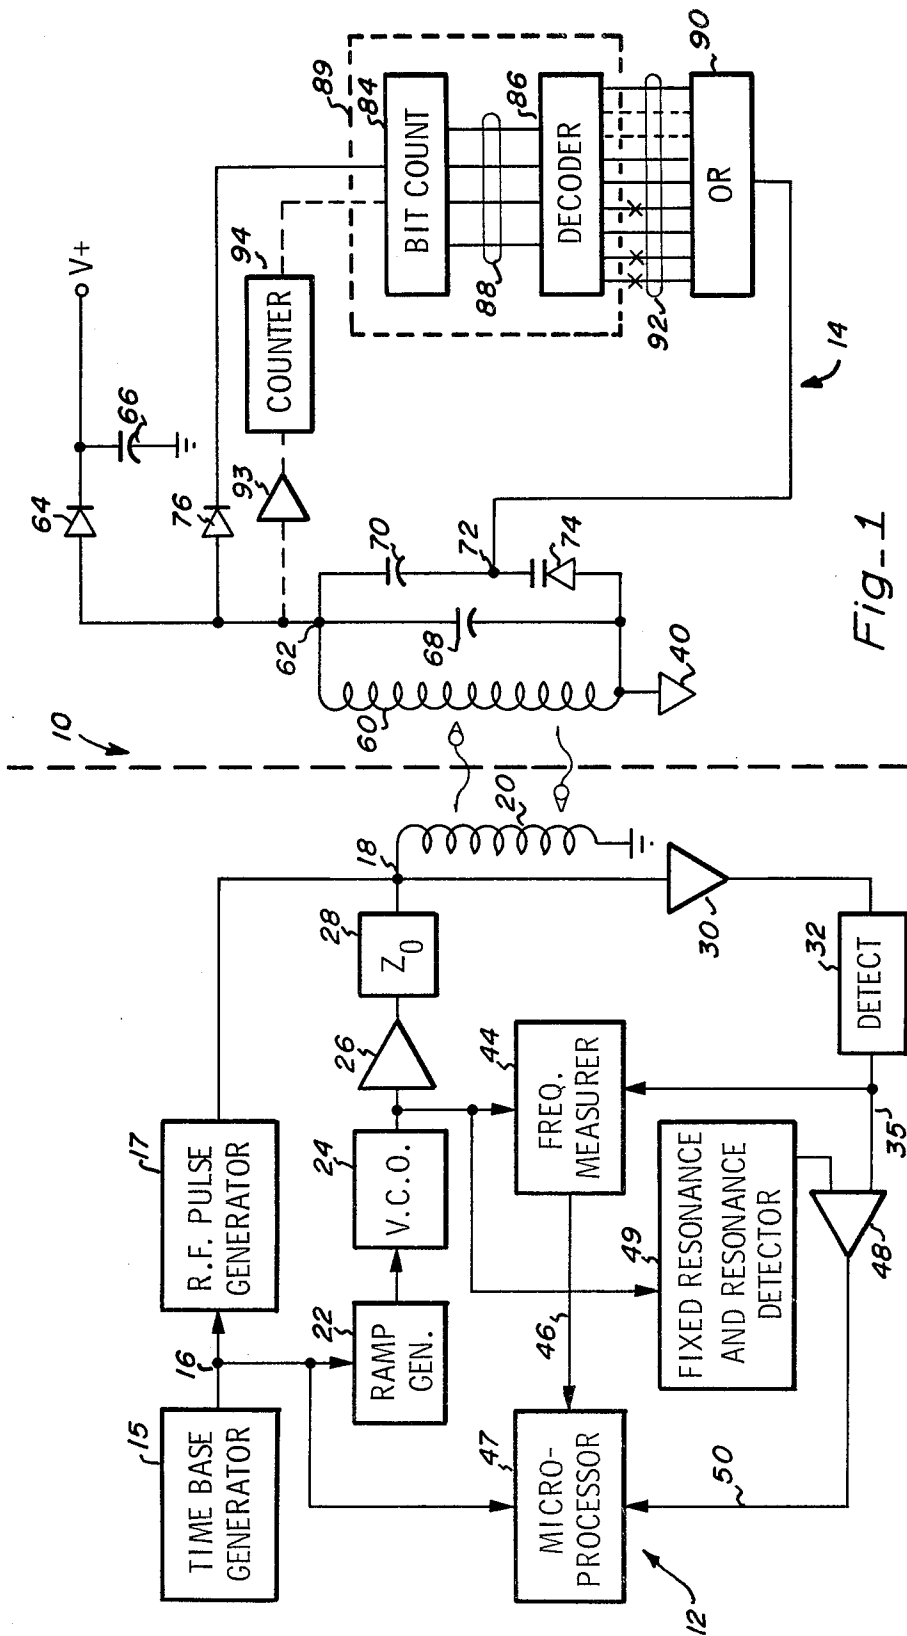 10
15
TIME BASE
GENERATOR
16
17
R.F. PULSE
GENERATOR
22
RAMP
GEN.
24
V.C.O.
26
28
Z0
18
20
47
MICRO-
PROCESSOR
46
44
FREQ.
MEASURER
49
FIXED RESONANCE
AND RESONANCE
DETECTOR
30
32
DETECT
35
48
50
12
64
V+
66
76
93
94
COUNTER
62
60
68
70
72
74
40
89
84
BIT COUNT
88
86
DECODER
92
90
OR
14
Fig_1